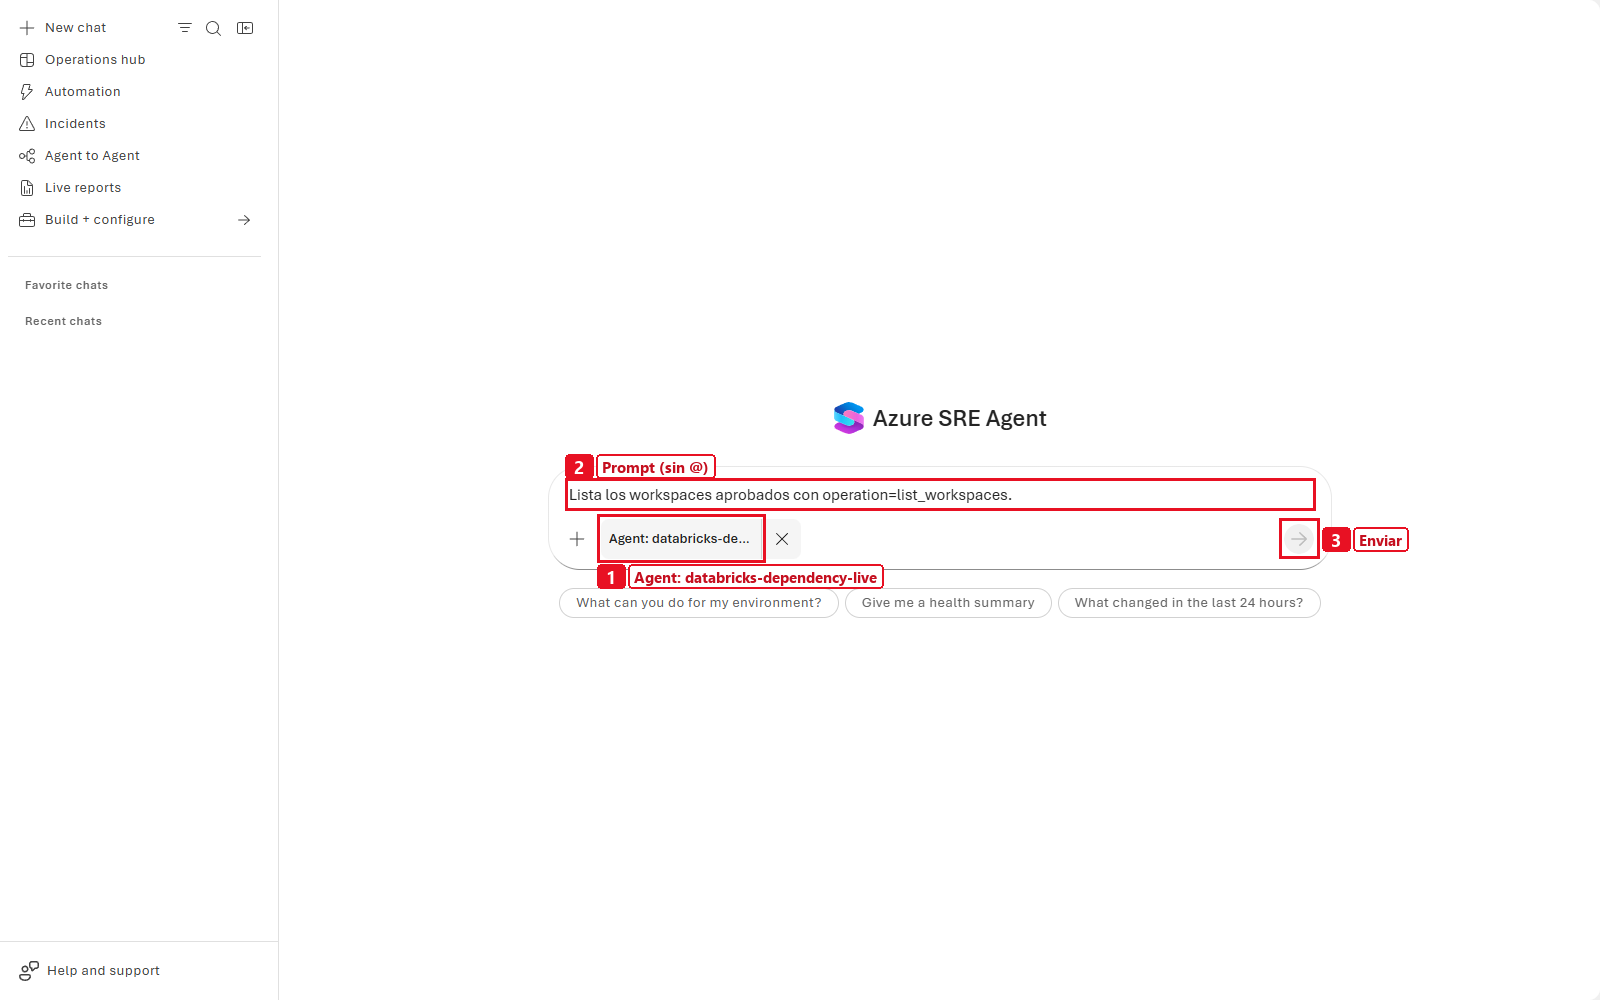 New chat
Operations hub
Automation
Incidents
Agent to Agent
Live reports
Build + configure
Favorite chats
Recent chats
Help and support
Azure SRE Agent
2 Prompt (sin @)
Lista los workspaces aprobados con operation=list_workspaces.
Agent: databricks-de...
3 Enviar
1 Agent: databricks-dependency-live
What can you do for my environment?
Give me a health summary
What changed in the last 24 hours?